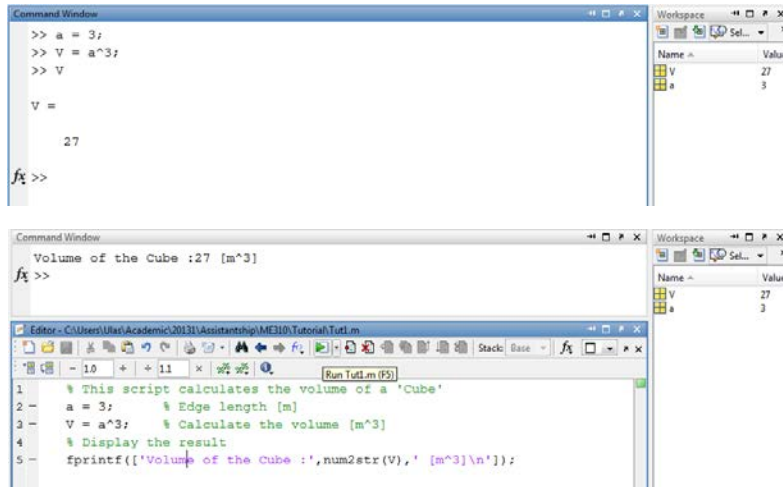 Command Window
Workspace
>> a = 3;
>> V = a^3;
>> V
V =
27
fx >>
Sel...
Name Value
V 27
a 3
Command Window
Workspace
Volume of the Cube :27 [m^3]
fx >>
Sel...
Name Value
V 27
a 3
Editor - C:\Users\Ulas\Academic\20131\Assistantship\ME310\Tutorial\Tut1.m
Stack: Base fx
- 1.0 + ÷ 1.1 ×
Run Tut1.m (F5)
1 % This script calculates the volume of a 'Cube'
2 - a = 3; % Edge length [m]
3 - V = a^3; % Calculate the volume [m^3]
4 % Display the result
5 - fprintf(['Volume of the Cube :',num2str(V),' [m^3]\n']);